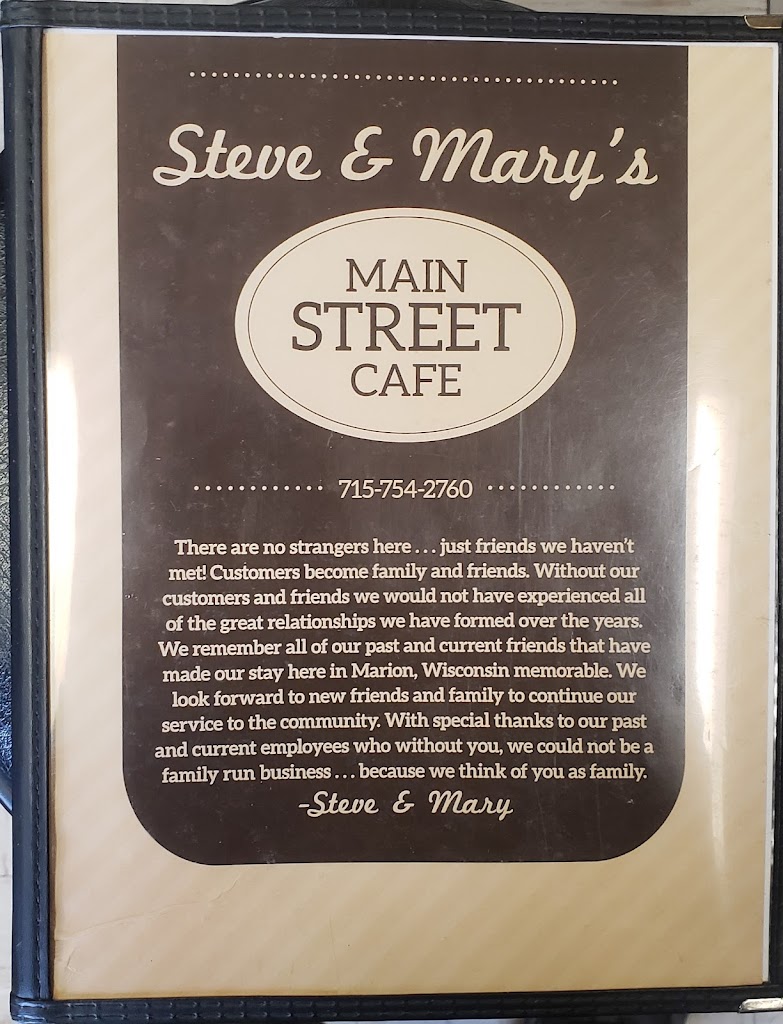 Steve & Mary's
MAIN
STREET
CAFE
715-754-2760
There are no strangers here . . . just friends we haven't
met! Customers become family and friends. Without our
customers and friends we would not have experienced all
of the great relationships we have formed over the years.
We remember all of our past and current friends that have
made our stay here in Marion, Wisconsin memorable. We
look forward to new friends and family to continue our
service to the community. With special thanks to our past
and current employees who without you, we could not be a
family run business . . . because we think of you as family.
-Steve & Mary